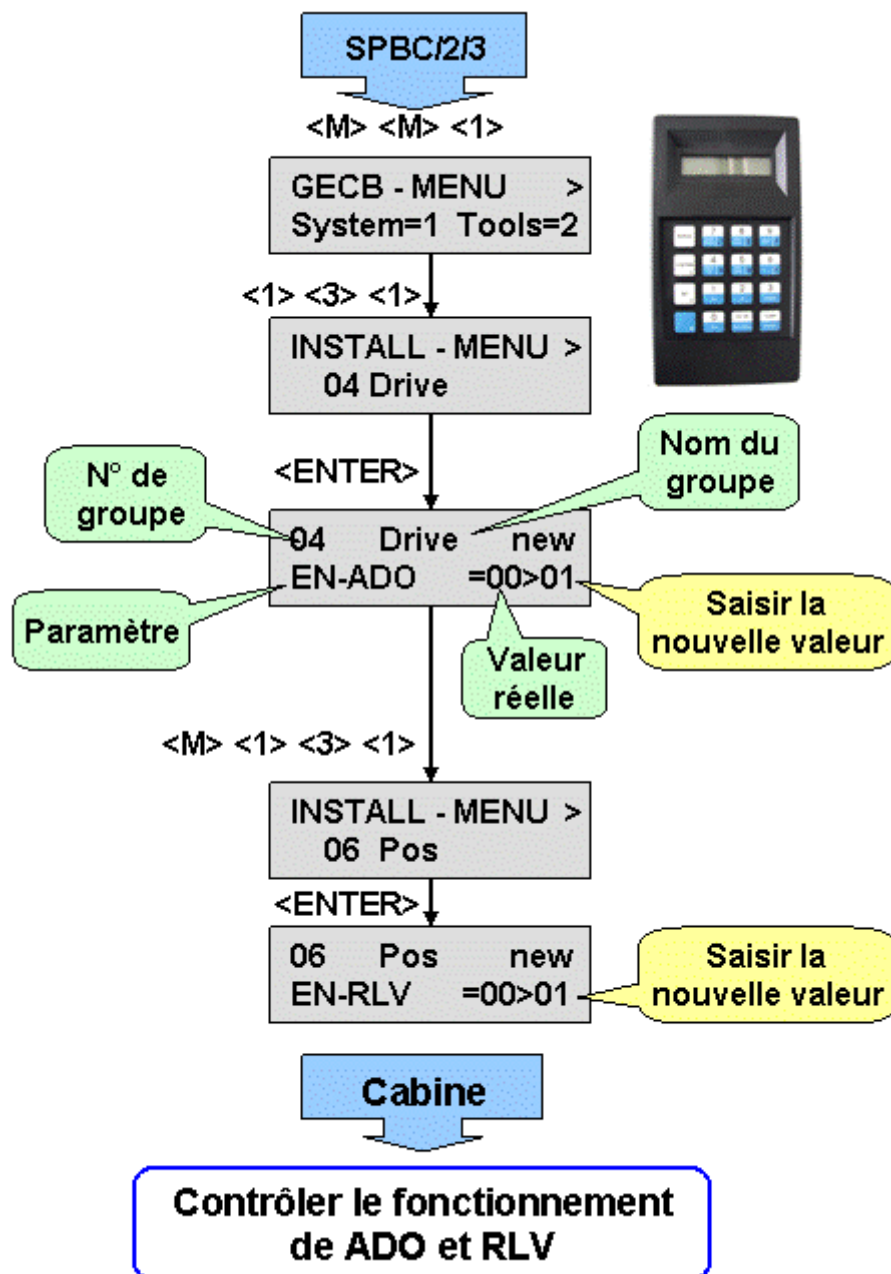 SPBC/2/3
<M> <M> <1>
GECB - MENU >
System=1 Tools=2
<1> <3> <1>
INSTALL - MENU >
04 Drive
N° de
groupe
<ENTER>
Nom du
groupe
04 Drive new
EN-ADO =00>01
Paramètre
Valeur
réelle
Saisir la
nouvelle valeur
<M> <1> <3> <1>
INSTALL - MENU >
06 Pos
<ENTER>
06 Pos new
EN-RLV =00>01
Saisir la
nouvelle valeur
Cabine
Contrôler le fonctionnement
de ADO et RLV